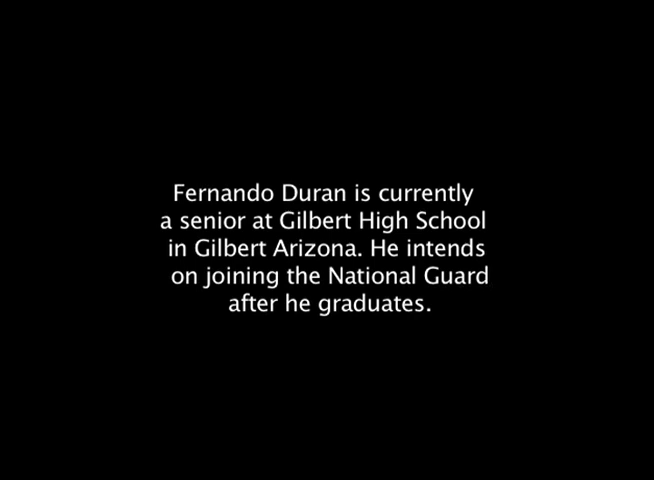 Fernando Duran is currently
a senior at Gilbert High School
in Gilbert Arizona. He intends
on joining the National Guard
after he graduates.